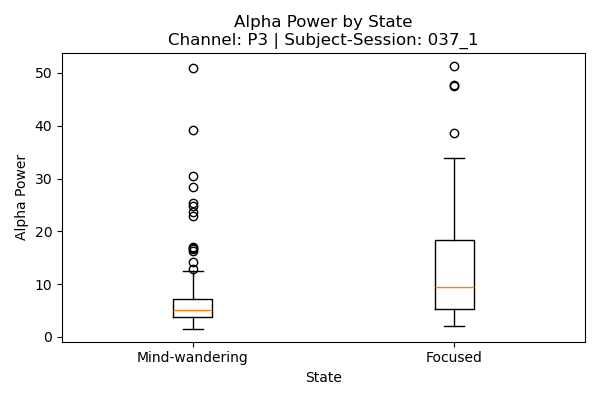 Alpha Power by State
Channel: P3 | Subject-Session: 037_1
50
40
30
20
10
0
Alpha Power
Mind-wandering
Focused
State